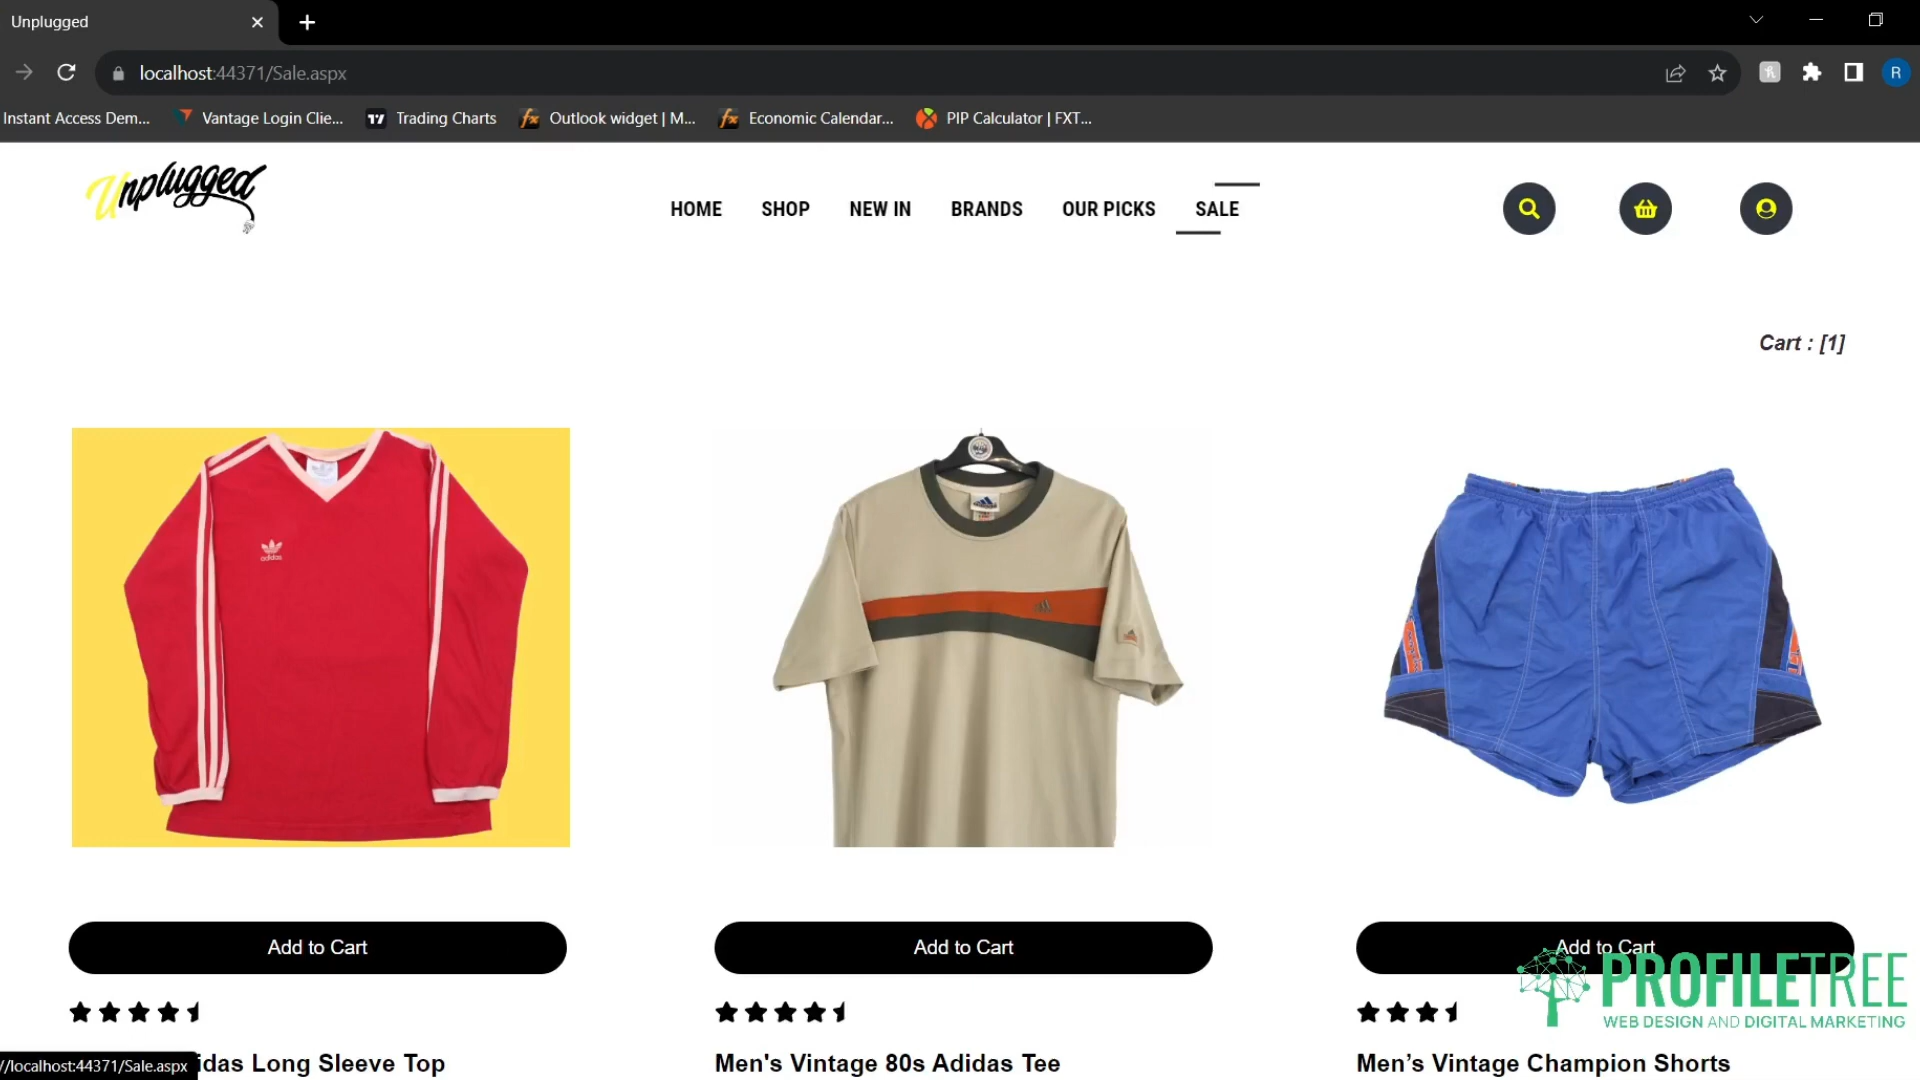 Unplugged
localhost:44371/Sale.aspx
R
Instant Access Dem...
Vantage Login Clie...
Trading Charts
Outlook widget | M...
Economic Calendar...
PIP Calculator | FXT...
Unplugged
HOME
SHOP
NEW IN
BRANDS
OUR PICKS
SALE
Cart : [1]
adidas
Add to Cart
Add to Cart
Add to Cart
PROFILETREE
WEB DESIGN AND DIGITAL MARKETING
idas Long Sleeve Top
Men's Vintage 80s Adidas Tee
Men’s Vintage Champion Shorts
//localhost:44371/Sale.aspx